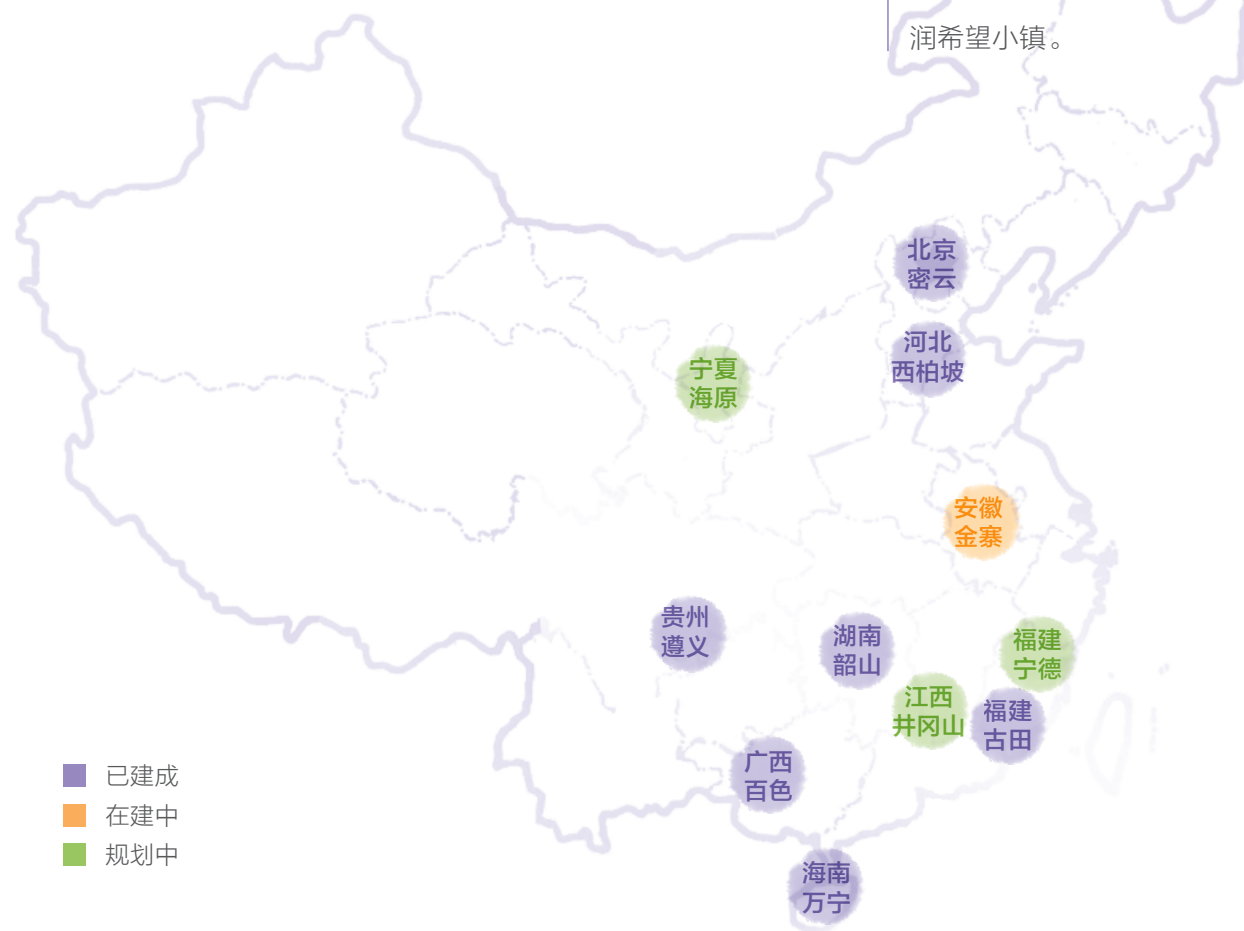 润希望小镇。
北京
密云
河北
西柏坡
宁夏
海原
安徽
金寨
贵州
遵义
湖南
韶山
福建
宁德
江西
井冈山
福建
古田
广西
百色
海南
万宁
已建成
在建中
规划中